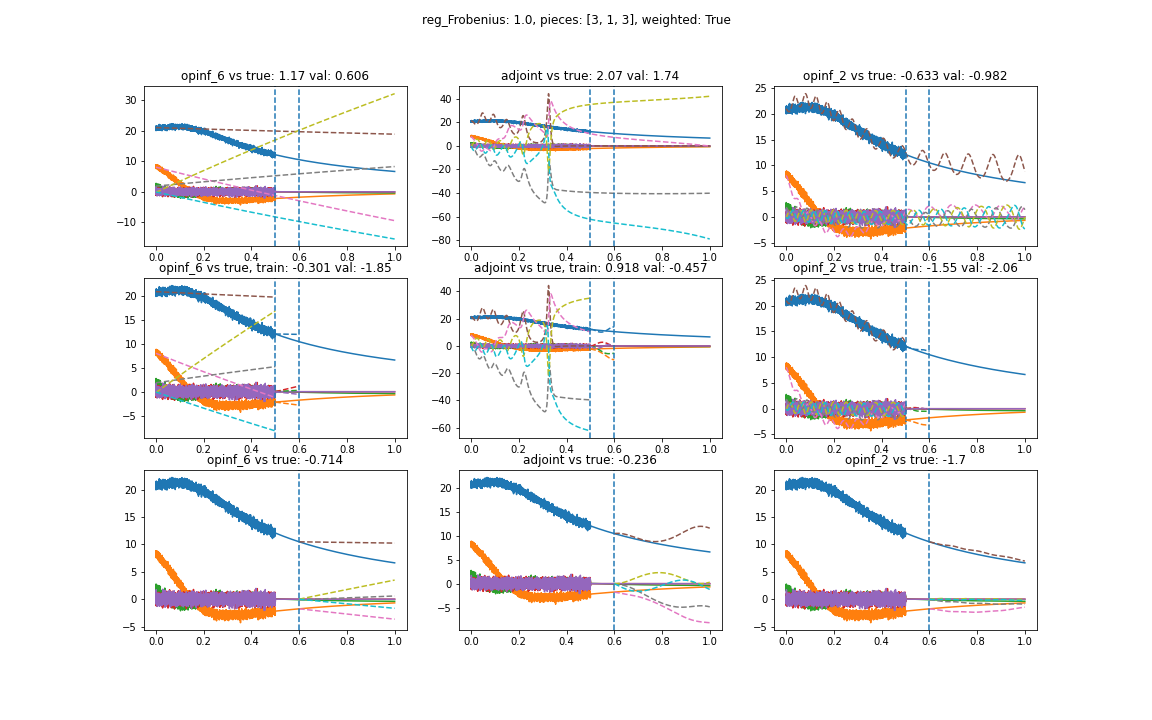 reg_Frobenius: 1.0, pieces: [3, 1, 3], weighted: True
opinf_6 vs true: 1.17 val: 0.606
adjoint vs true: 2.07 val: 1.74
opinf_2 vs true: -0.633 val: -0.982
30
20
10
0
−10
0.0 0.2 0.4 0.6 0.8 1.0
40
20
0
−20
−40
−60
−80
0.0 0.2 0.4 0.6 0.8 1.0
25
20
15
10
5
0
−5
0.0 0.2 0.4 0.6 0.8 1.0
opinf_6 vs true, train: -0.301 val: -1.85
adjoint vs true, train: 0.918 val: -0.457
opinf_2 vs true, train: -1.55 val: -2.06
20
15
10
5
0
−5
0.0 0.2 0.4 0.6 0.8 1.0
40
20
0
−20
−40
−60
0.0 0.2 0.4 0.6 0.8 1.0
25
20
15
10
5
0
−5
0.0 0.2 0.4 0.6 0.8 1.0
opinf_6 vs true: -0.714
adjoint vs true: -0.236
opinf_2 vs true: -1.7
20
15
10
5
0
−5
0.0 0.2 0.4 0.6 0.8 1.0
20
15
10
5
0
−5
0.0 0.2 0.4 0.6 0.8 1.0
20
15
10
5
0
−5
0.0 0.2 0.4 0.6 0.8 1.0